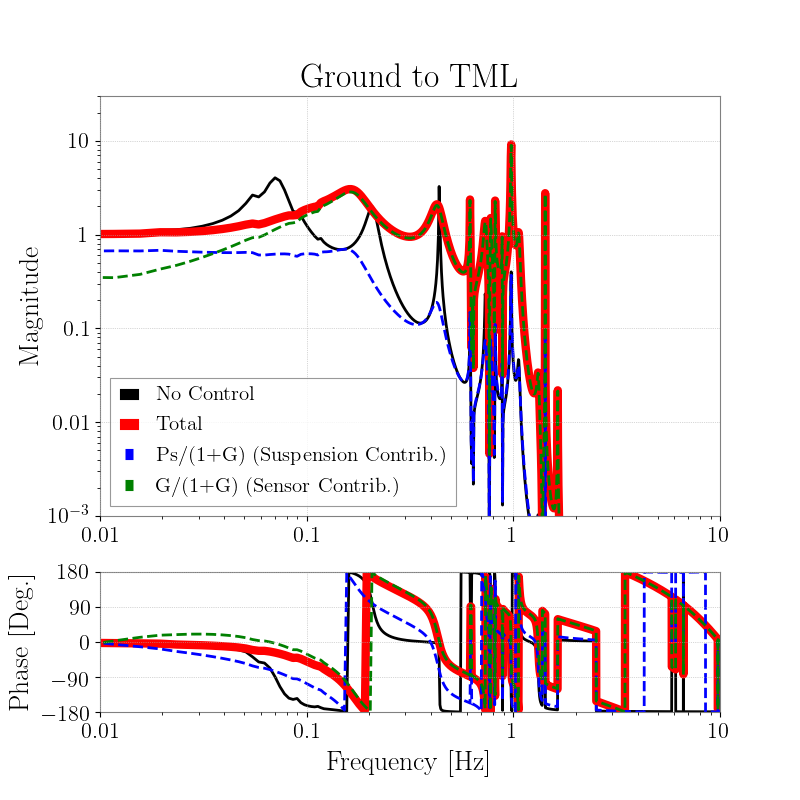 Ground to TML
Magnitude
10
1
0.1
0.01
10⁻³
No Control
Total
Ps/(1+G) (Suspension Contrib.)
G/(1+G) (Sensor Contrib.)
0.01 0.1 1 10
Phase [Deg.]
180
90
0
−90
−180
0.01 0.1 1 10
Frequency [Hz]